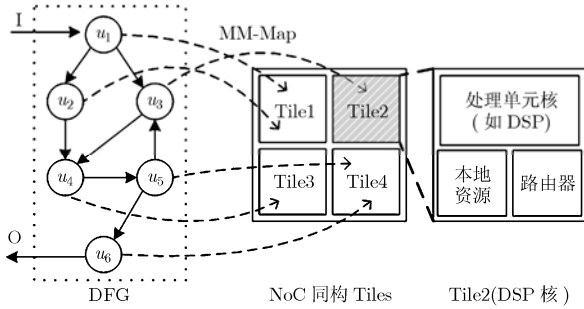 I
MM-Map
u1
u2
u3
u4
u5
u6
O
DFG
Tile1
Tile2
Tile3
Tile4
NoC 同构 Tiles
处理单元核
( 如 DSP)
本地
资源
路由器
Tile2(DSP 核 )